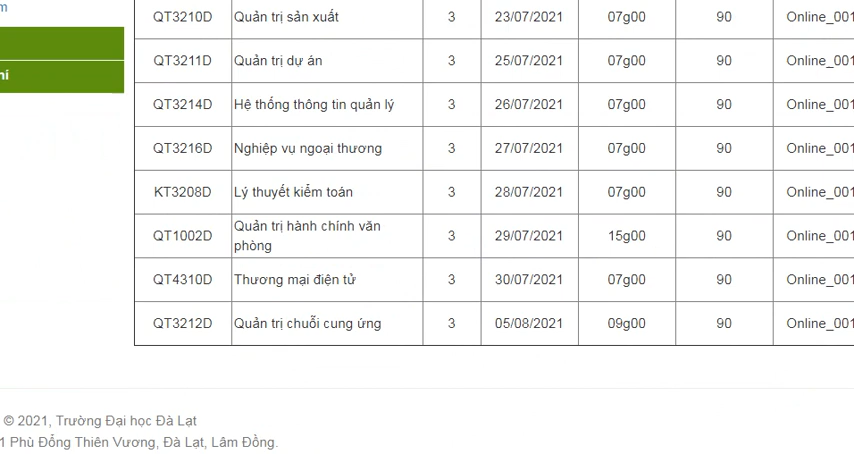 QT3210D Quản trị sản xuất 3 23/07/2021 07g00 90 Online_001
QT3211D Quản trị dự án 3 25/07/2021 07g00 90 Online_001
QT3214D Hệ thống thông tin quản lý 3 26/07/2021 07g00 90 Online_001
QT3216D Nghiệp vụ ngoại thương 3 27/07/2021 07g00 90 Online_001
KT3208D Lý thuyết kiểm toán 3 28/07/2021 07g00 90 Online_001
QT1002D Quản trị hành chính văn
phòng 3 29/07/2021 15g00 90 Online_001
QT4310D Thương mại điện tử 3 30/07/2021 07g00 90 Online_001
QT3212D Quản trị chuỗi cung ứng 3 05/08/2021 09g00 90 Online_001
© 2021, Trường Đại học Đà Lạt
1 Phù Đổng Thiên Vương, Đà Lạt, Lâm Đồng.